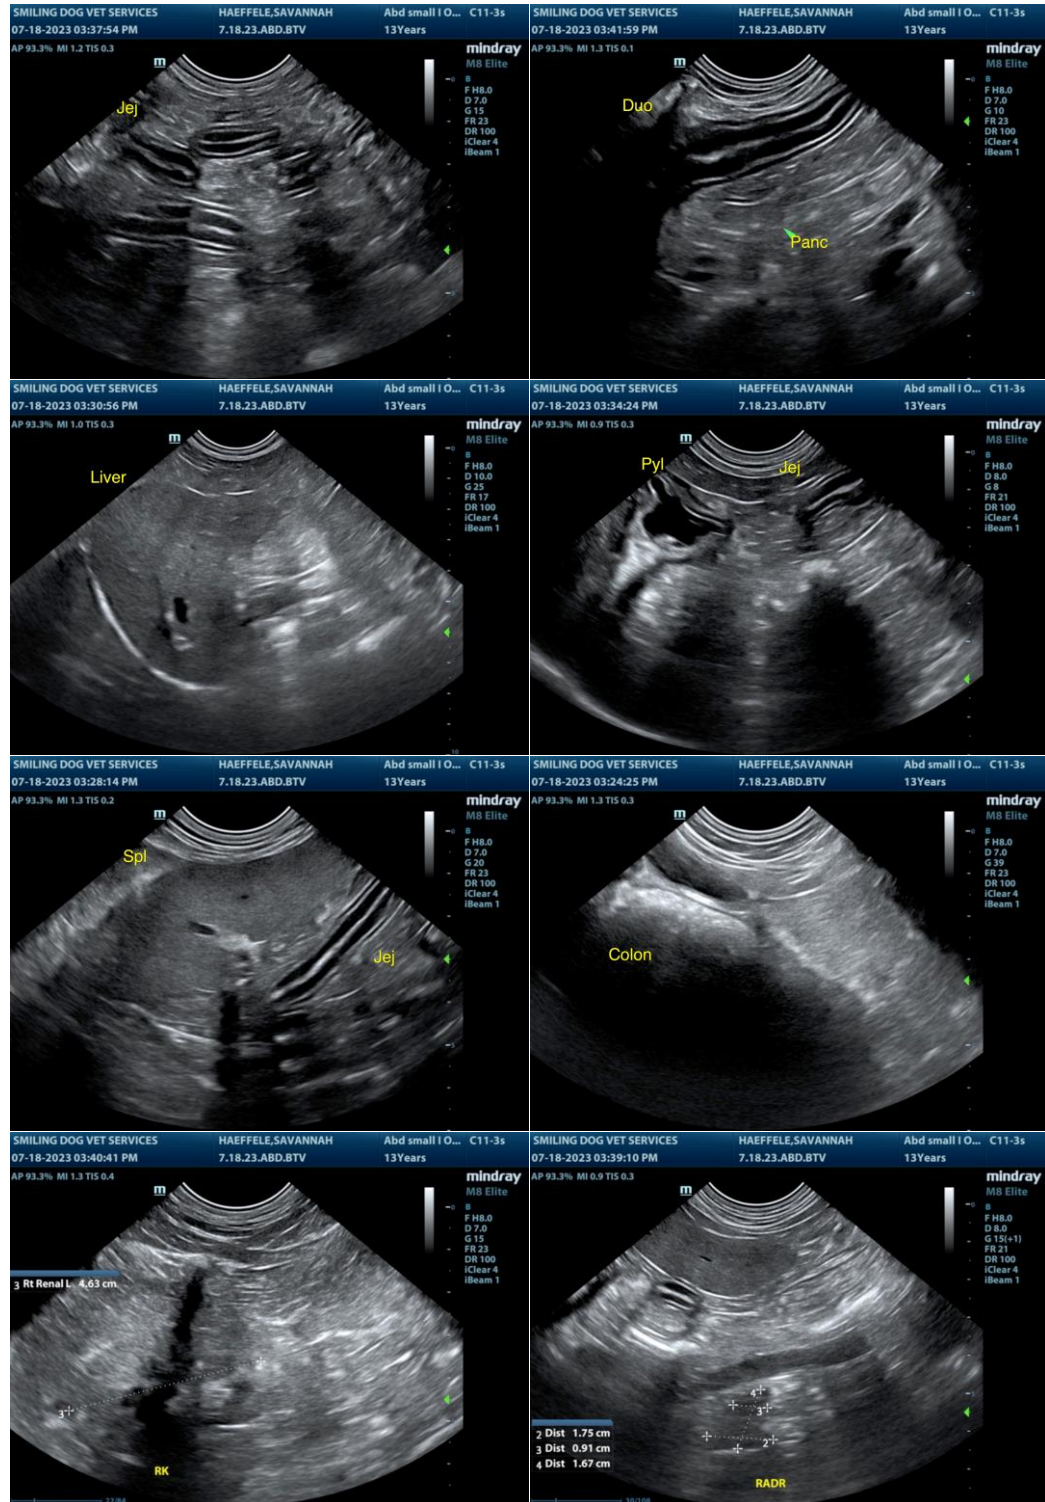 SMILING DOG VET SERVICES HAEFFELE,SAVANNAH Abd small I O... C11-3s
07-18-2023 03:37:54 PM 7.18.23.ABD.BTV 13Years
AP 93.3% MI 1.2 TIS 0.3 mindray
M8 Elite
m
B
F H8.0
D 7.0
G 15
FR 23
DR 100
iClear 4
iBeam 1
0
5
Jej
SMILING DOG VET SERVICES HAEFFELE,SAVANNAH Abd small I O... C11-3s
07-18-2023 03:41:59 PM 7.18.23.ABD.BTV 13Years
AP 93.3% MI 1.3 TIS 0.1 mindray
M8 Elite
m
B
F H8.0
D 7.0
G 10
FR 23
DR 100
iClear 4
iBeam 1
0
5
Duo
Panc
SMILING DOG VET SERVICES HAEFFELE,SAVANNAH Abd small I O... C11-3s
07-18-2023 03:30:56 PM 7.18.23.ABD.BTV 13Years
AP 93.3% MI 1.0 TIS 0.3 mindray
M8 Elite
m
B
F H8.0
D 10.0
G 25
FR 17
DR 100
iClear 4
iBeam 1
0
10
Liver
SMILING DOG VET SERVICES HAEFFELE,SAVANNAH Abd small I O... C11-3s
07-18-2023 03:34:24 PM 7.18.23.ABD.BTV 13Years
AP 93.3% MI 0.9 TIS 0.3 mindray
M8 Elite
m
B
F H8.0
D 8.0
G 8
FR 21
DR 100
iClear 4
iBeam 1
0
Pyl Jej
SMILING DOG VET SERVICES HAEFFELE,SAVANNAH Abd small I O... C11-3s
07-18-2023 03:28:14 PM 7.18.23.ABD.BTV 13Years
AP 93.3% MI 1.3 TIS 0.2 mindray
M8 Elite
m
B
F H8.0
D 7.0
G 20
FR 23
DR 100
iClear 4
iBeam 1
0
5
Spl
Jej
SMILING DOG VET SERVICES HAEFFELE,SAVANNAH Abd small I O... C11-3s
07-18-2023 03:24:25 PM 7.18.23.ABD.BTV 13Years
AP 93.3% MI 1.3 TIS 0.3 mindray
M8 Elite
m
B
F H8.0
D 7.0
G 39
FR 23
DR 100
iClear 4
iBeam 1
0
5
Colon
SMILING DOG VET SERVICES HAEFFELE,SAVANNAH Abd small I O... C11-3s
07-18-2023 03:40:41 PM 7.18.23.ABD.BTV 13Years
AP 93.3% MI 1.3 TIS 0.4 mindray
M8 Elite
m
B
F H8.0
D 7.0
G 15
FR 23
DR 100
iClear 4
iBeam 1
0
3 Rt Renal L 4.63 cm
3
RK
SMILING DOG VET SERVICES HAEFFELE,SAVANNAH Abd small I O... C11-3s
07-18-2023 03:39:10 PM 7.18.23.ABD.BTV 13Years
AP 93.3% MI 0.9 TIS 0.3 mindray
M8 Elite
m
B
F H8.0
D 8.0
G 15(+1)
FR 21
DR 100
iClear 4
iBeam 1
0
4
3
2
2 Dist 1.75 cm
3 Dist 0.91 cm
4 Dist 1.67 cm
RADR